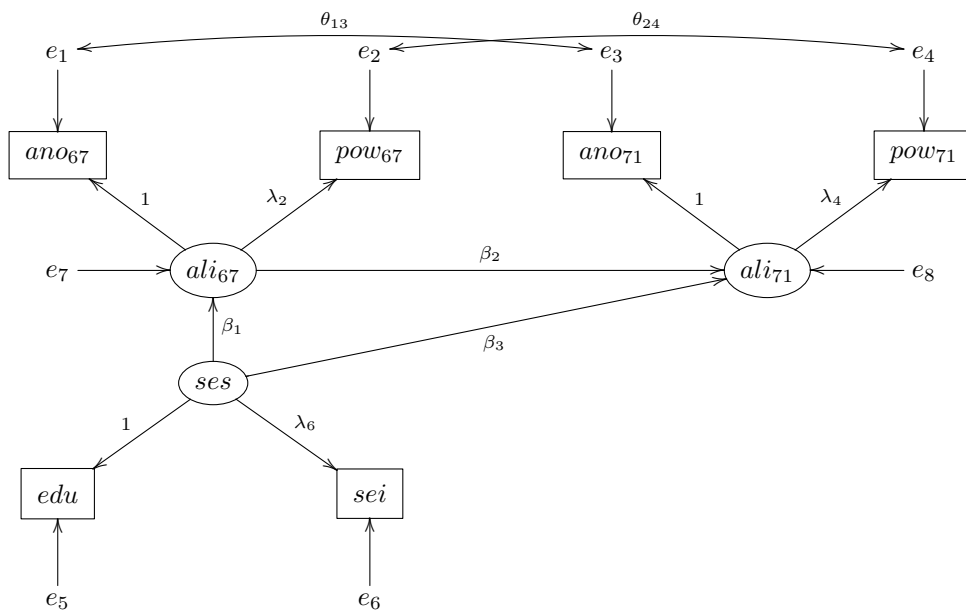 θ₁₃ θ₂₄
e₁ e₂ e₃ e₄
ano₆₇ pow₆₇ ano₇₁ pow₇₁
1 λ₂ 1 λ₄
e₇ ali₆₇ β₂ ali₇₁ e₈
β₁
β₃
ses
1 λ₆
edu sei
e₅ e₆